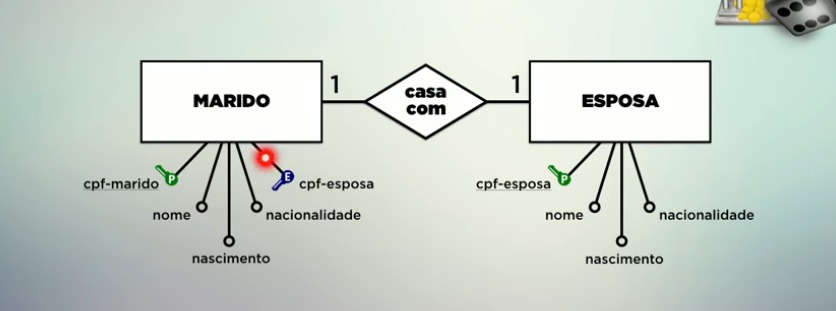 MARIDO
1
casa
com
1
ESPOSA
cpf-marido
P
E
cpf-esposa
nome
nacionalidade
nascimento
cpf-esposa
P
nome
nacionalidade
nascimento